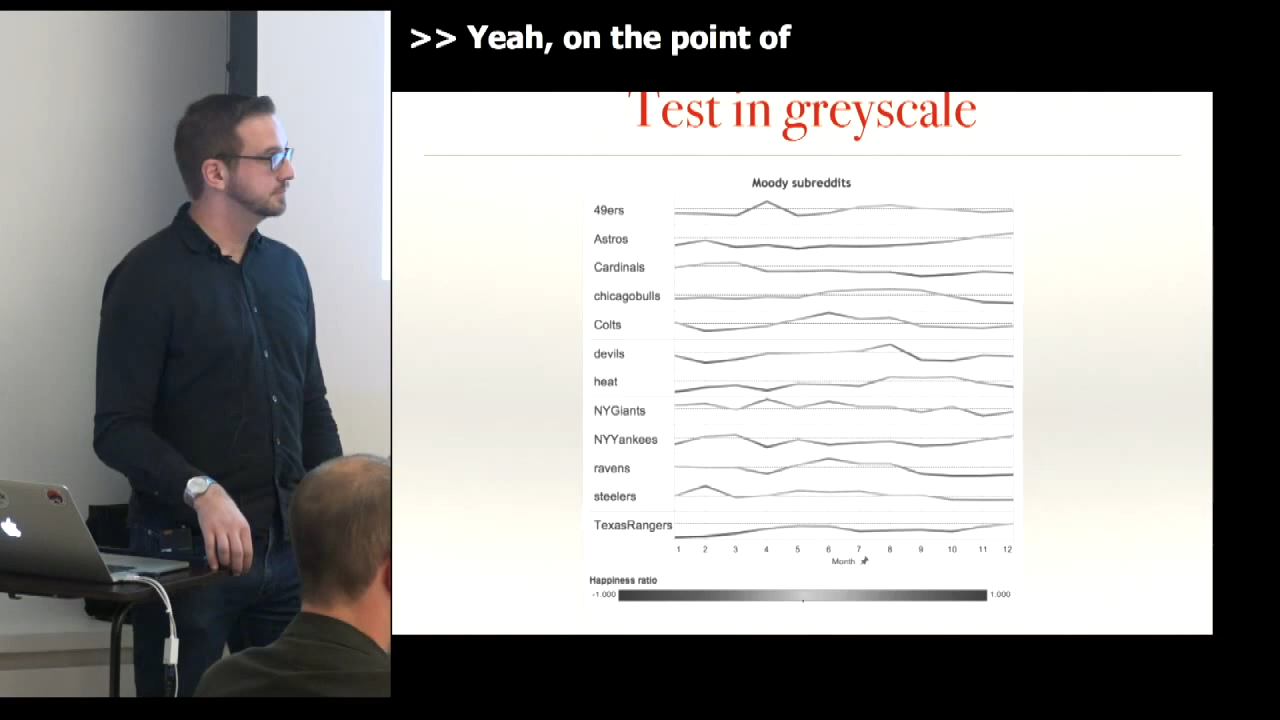 >> Yeah, on the point of
Test in greyscale
Moody subreddits
49ers
Astros
Cardinals
chicagobulls
Colts
devils
heat
NYGiants
NYYankees
ravens
steelers
TexasRangers
1 2 3 4 5 6 7 8 9 10 11 12
Month
Happiness ratio
-1.000 1.000